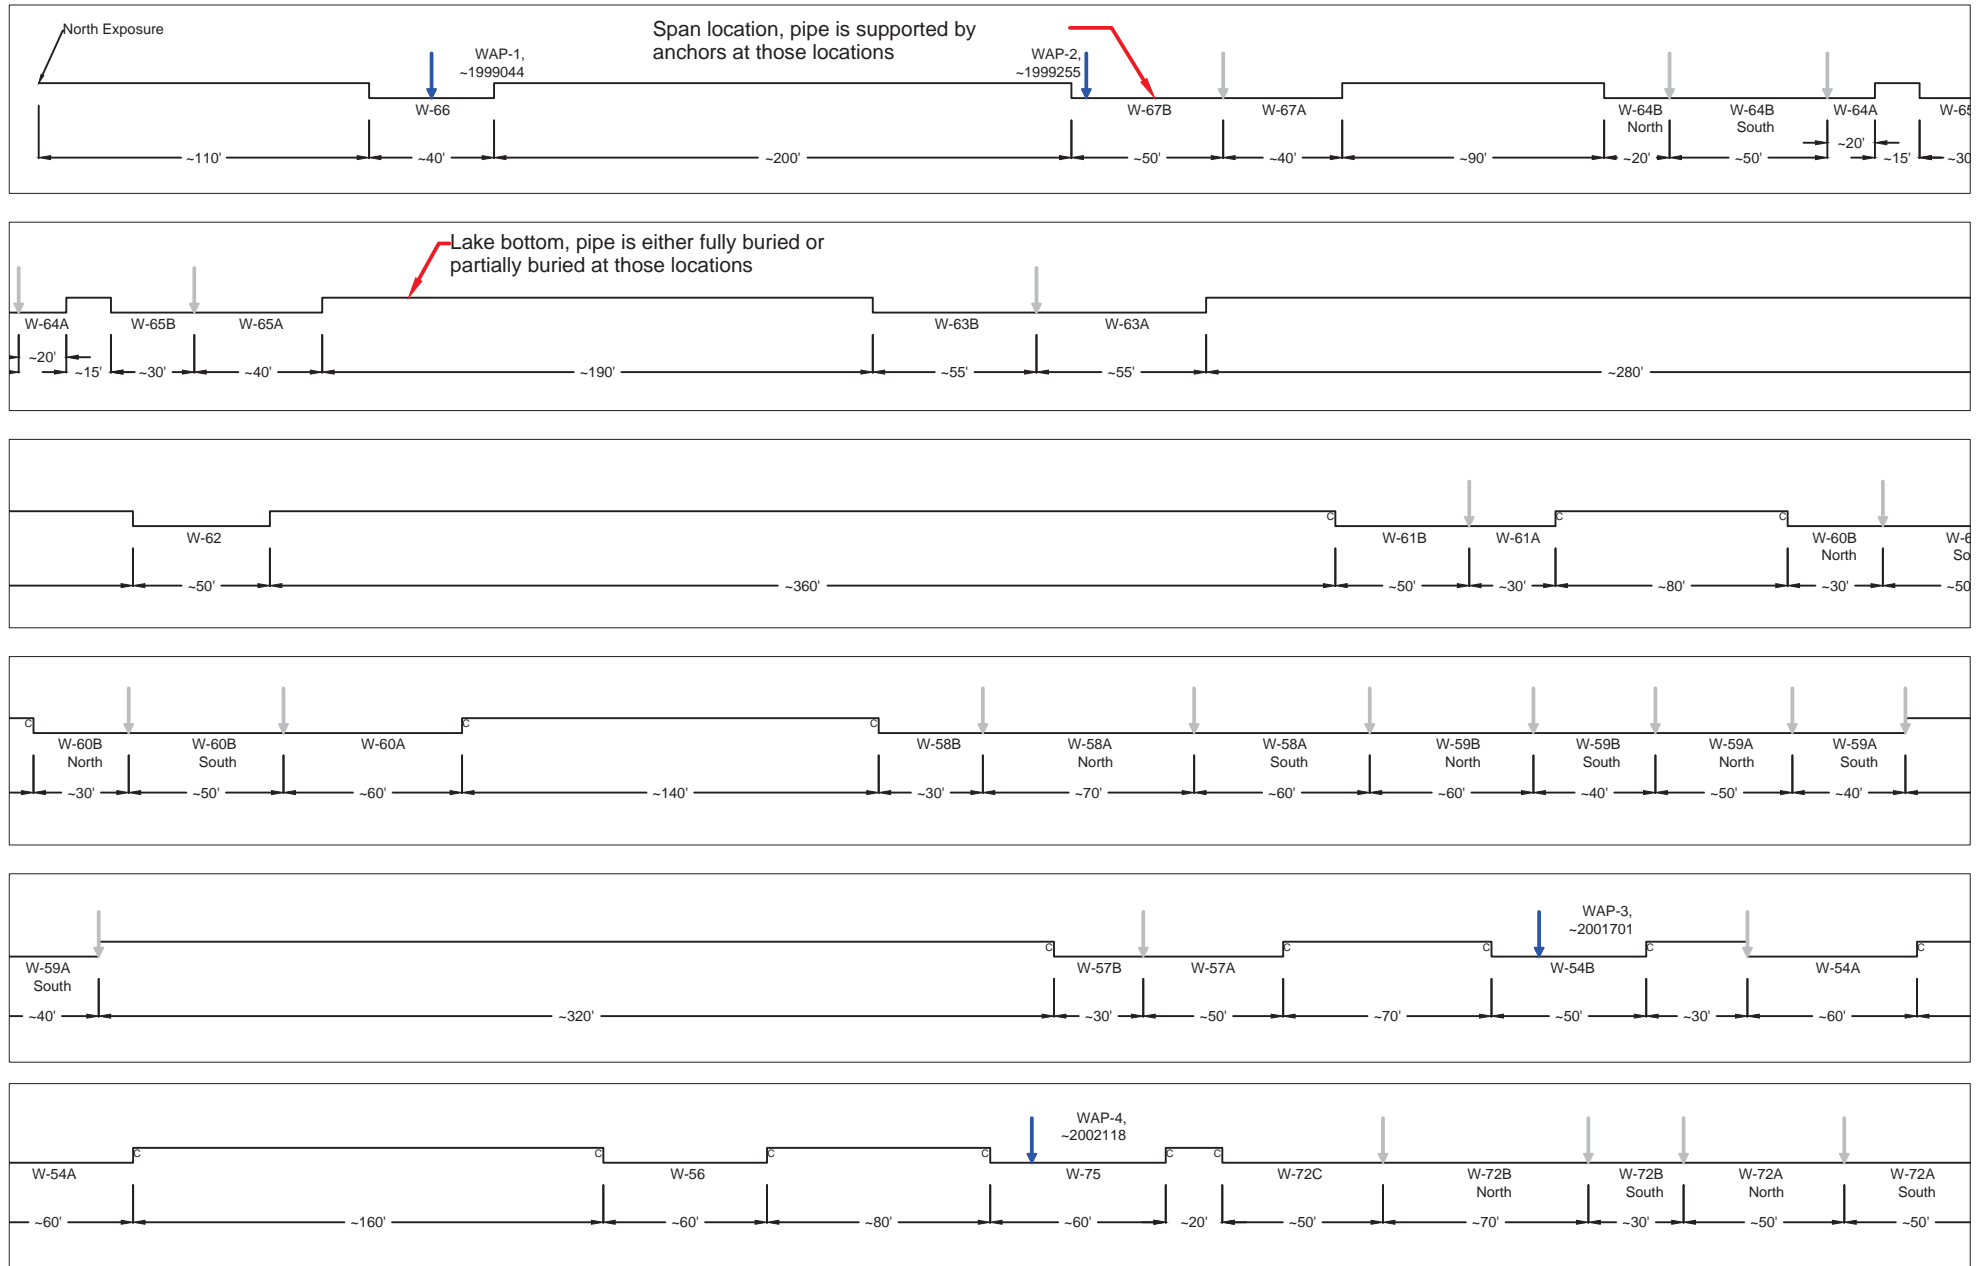 North Exposure
WAP-1,
~1999044
Span location, pipe is supported by
anchors at those locations
WAP-2,
~1999255
W-66
W-67B
W-67A
W-64B
North
W-64B
South
W-64A
W-65
~110'
~40'
~200'
~50'
~40'
~90'
~20'
~50'
~20'
~15'
~30
Lake bottom, pipe is either fully buried or
partially buried at those locations
W-64A
W-65B
W-65A
W-63B
W-63A
~20'
~15'
~30'
~40'
~190'
~55'
~55'
~280'
C
C
C
W-62
W-61B
W-61A
W-60B
North
W-6
So
~50'
~360'
~50'
~30'
~80'
~30'
~50
C
C
C
W-60B
North
W-60B
South
W-60A
W-58B
W-58A
North
W-58A
South
W-59B
North
W-59B
South
W-59A
North
W-59A
South
~30'
~50'
~60'
~140'
~30'
~70'
~60'
~60'
~40'
~50'
~40'
WAP-3,
~2001701
C
C
C
C
C
W-59A
South
W-57B
W-57A
W-54B
W-54A
~40'
~320'
~30'
~50'
~70'
~50'
~30'
~60'
WAP-4,
~2002118
C
C
C
C
C
C
W-54A
W-56
W-75
W-72C
W-72B
North
W-72B
South
W-72A
North
W-72A
South
~60'
~160'
~60'
~80'
~60'
~20'
~50'
~70'
~30'
~50'
~50'